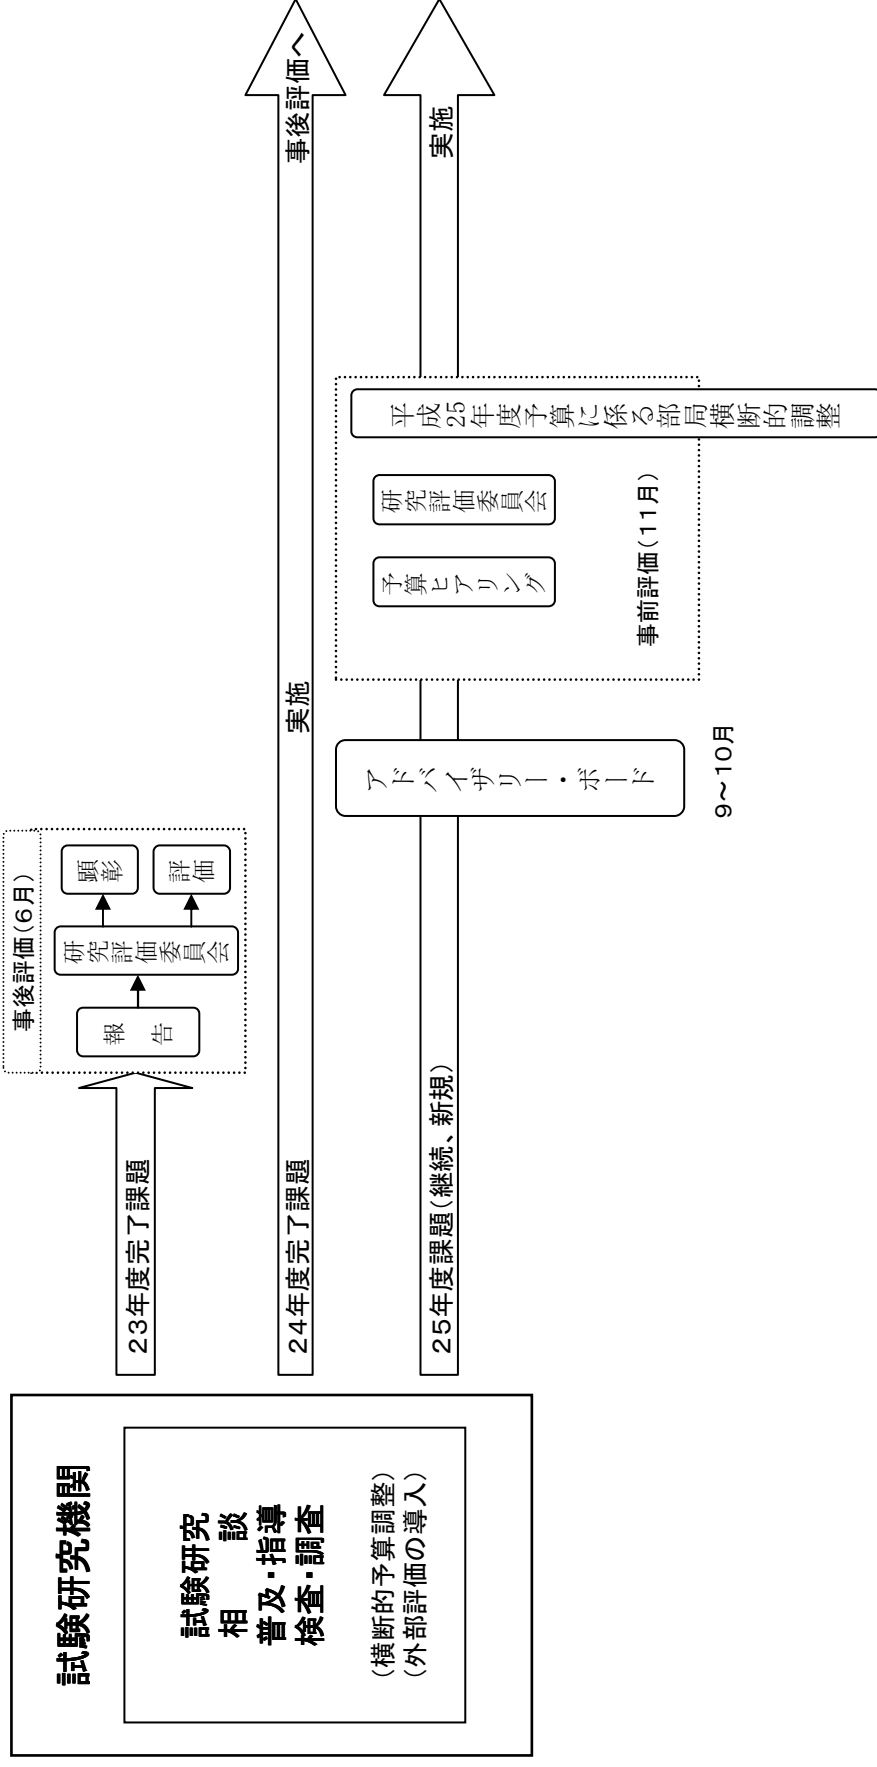 試験研究機関
試験研究
相　談
普及・指導
検査・調査
(横断的予算調整)
(外部評価の導入)
23年度完了課題
事後評価(6月)
報　告
研究評価委員会
顕彰
評価
24年度完了課題
実施
事後評価へ
25年度課題(継続、新規)
アドバイザリー・ボード
9～10月
予算ヒアリング
研究評価委員会
事前評価(11月)
平成25年度予算に係る部局横断的調整
実施